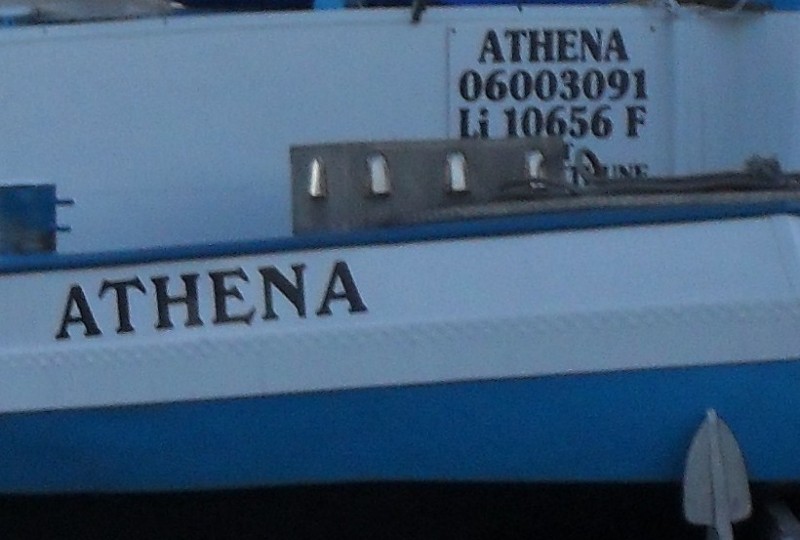 ATHENA
06003091
Li 10656 F
ATHENA